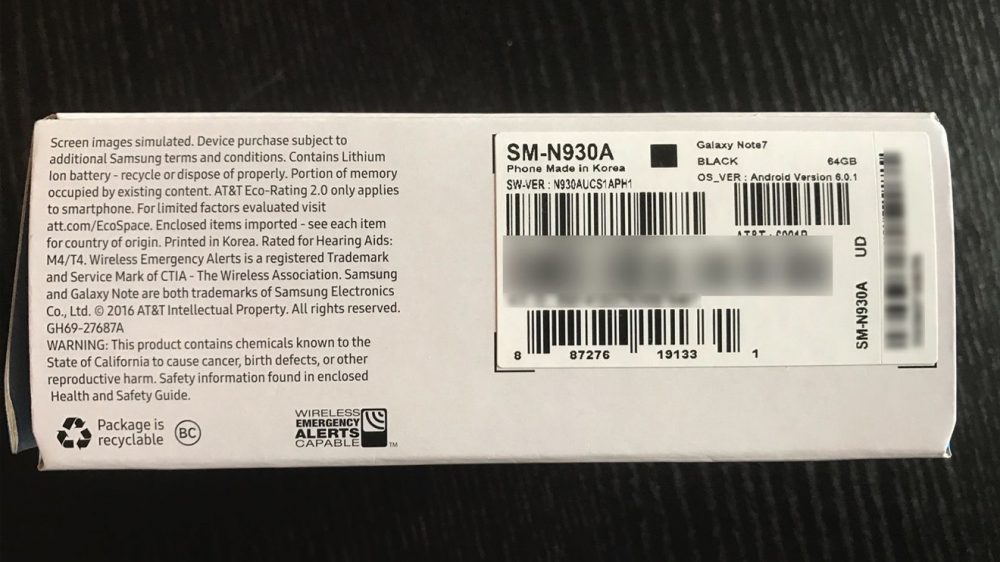 Screen images simulated. Device purchase subject to
additional Samsung terms and conditions. Contains Lithium
Ion battery - recycle or dispose of properly. Portion of memory
occupied by existing content. AT&T Eco-Rating 2.0 only applies
to smartphone. For limited factors evaluated visit
att.com/EcoSpace. Enclosed items imported - see each item
for country of origin. Printed in Korea. Rated for Hearing Aids:
M4/T4. Wireless Emergency Alerts is a registered Trademark
and Service Mark of CTIA - The Wireless Association. Samsung
and Galaxy Note are both trademarks of Samsung Electronics
Co., Ltd. © 2016 AT&T Intellectual Property. All rights reserved.
GH69-27687A
WARNING: This product contains chemicals known to the
State of California to cause cancer, birth defects, or other
reproductive harm. Safety information found in enclosed
Health and Safety Guide.
Package is
recyclable
BC
WIRELESS
EMERGENCY
ALERTS
CAPABLE TM
SM-N930A
Phone Made in Korea
SW-VER : N930AUCS1APH1
Galaxy Note7
BLACK 64GB
OS_VER : Android Version 6.0.1
8 87276 19133 1
SM-N930A UD